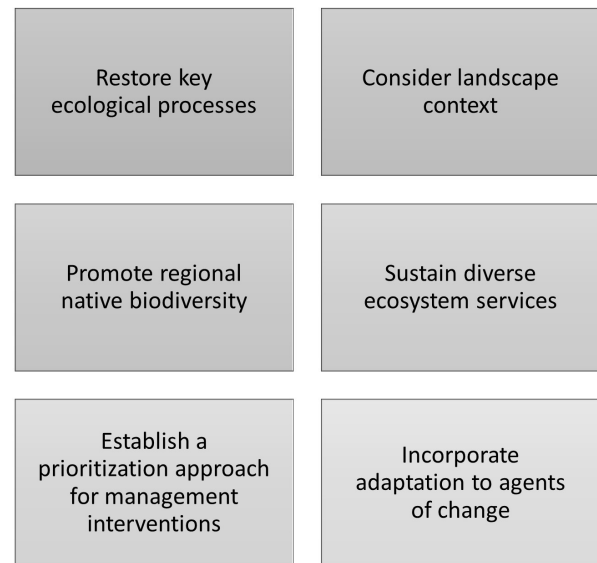 Restore key
ecological processes
Consider landscape
context
Promote regional
native biodiversity
Sustain diverse
ecosystem services
Establish a
prioritization approach
for management
interventions
Incorporate
adaptation to agents
of change